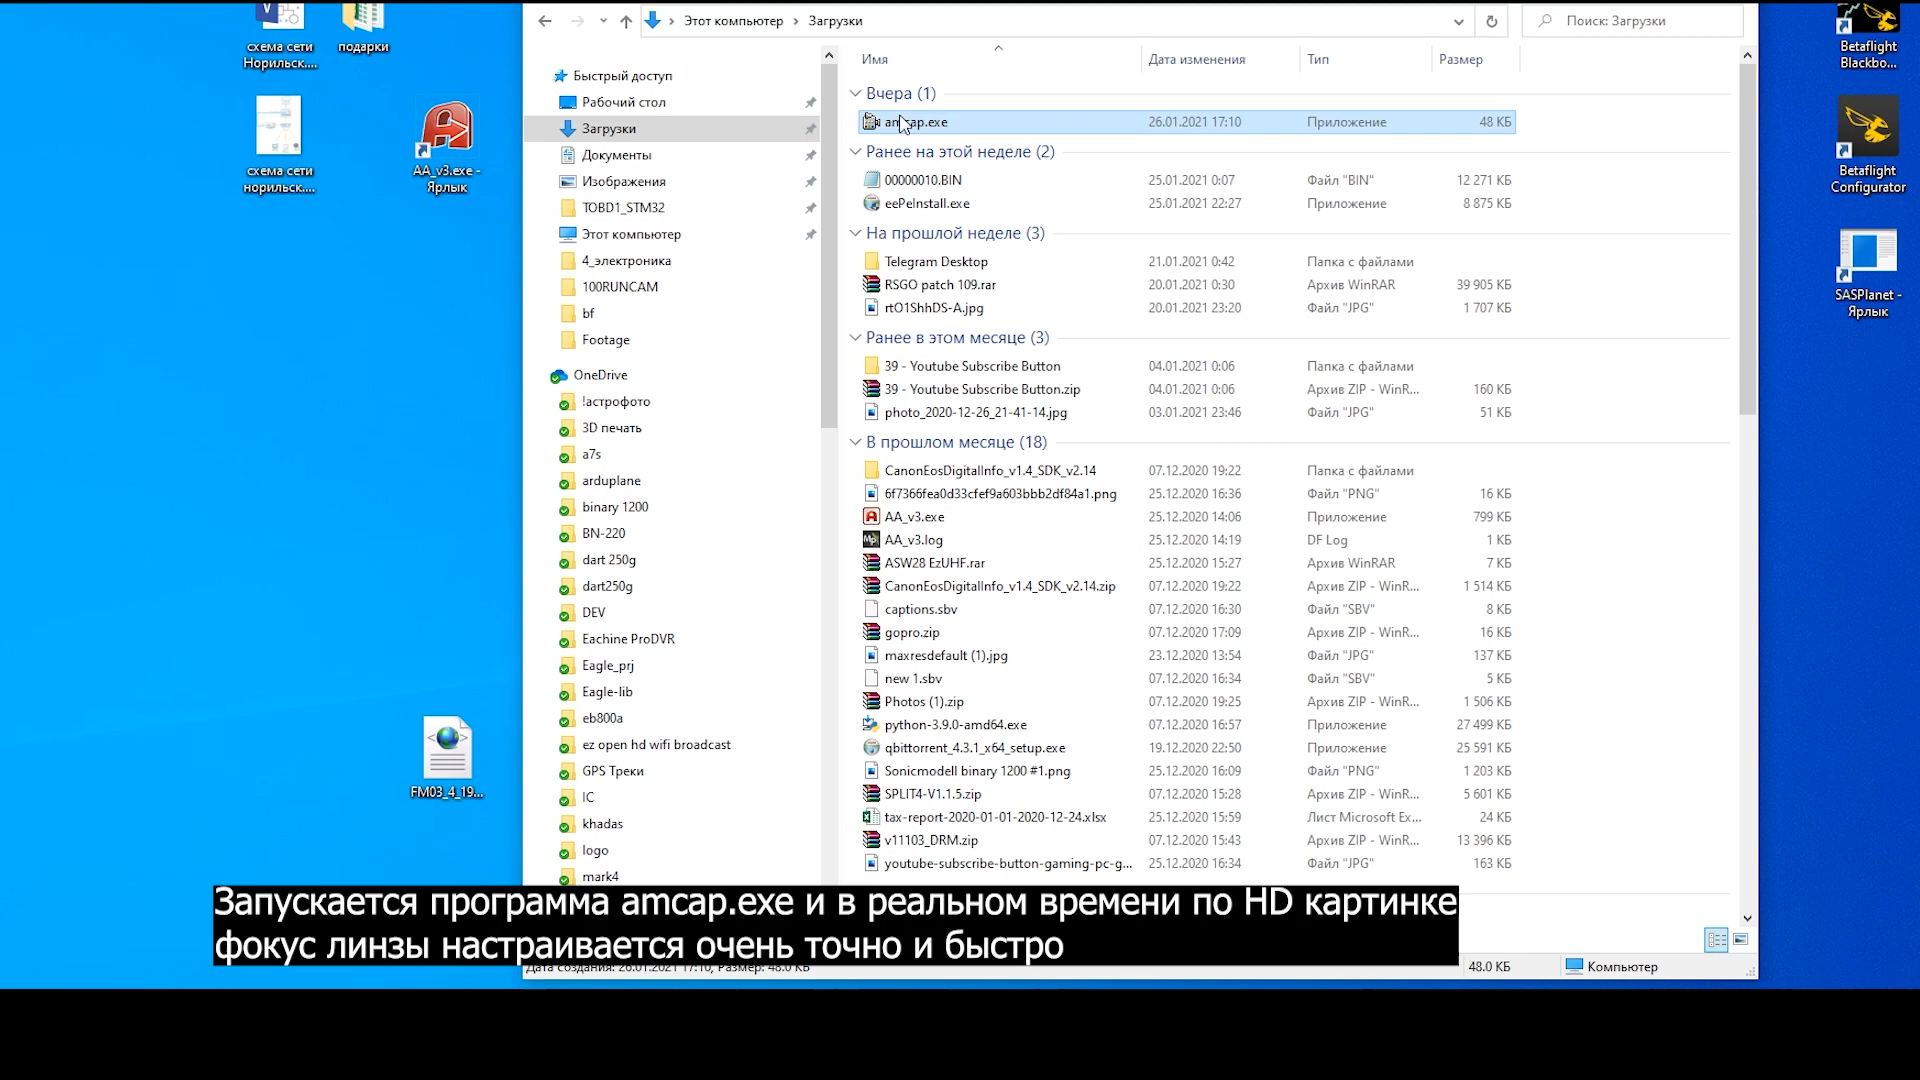 схема сети
Норильск....
подарки
схема сети
норильск....
AA_v3.exe -
Ярлык
FM03_4_19...
Этот компьютер
Загрузки
Поиск: Загрузки
Быстрый доступ
Рабочий стол
Загрузки
Документы
Изображения
TOBD1_STM32
Этот компьютер
4_электроника
100RUNCAM
bf
Footage
OneDrive
!астрофото
3D печать
a7s
arduplane
binary 1200
BN-220
dart 250g
dart250g
DEV
Eachine ProDVR
Eagle_prj
Eagle-lib
eb800a
ez open hd wifi broadcast
GPS Треки
IC
khadas
logo
mark4
Имя Дата изменения Тип Размер
Вчера (1)
amcap.exe 26.01.2021 17:10 Приложение 48 КБ
Ранее на этой неделе (2)
00000010.BIN 25.01.2021 0:07 Файл "BIN" 12 271 КБ
eePeInstall.exe 25.01.2021 22:27 Приложение 8 875 КБ
На прошлой неделе (3)
Telegram Desktop 21.01.2021 0:42 Папка с файлами
RSGO patch 109.rar 20.01.2021 0:30 Архив WinRAR 39 905 КБ
rtO1ShhDS-A.jpg 20.01.2021 23:20 Файл "JPG" 1 707 КБ
Ранее в этом месяце (3)
39 - Youtube Subscribe Button 04.01.2021 0:06 Папка с файлами
39 - Youtube Subscribe Button.zip 04.01.2021 0:06 Архив ZIP - WinR... 160 КБ
photo_2020-12-26_21-41-14.jpg 03.01.2021 23:46 Файл "JPG" 51 КБ
В прошлом месяце (18)
CanonEosDigitalInfo_v1.4_SDK_v2.14 07.12.2020 19:22 Папка с файлами
6f7366fea0d33cfef9a603bbb2df84a1.png 25.12.2020 16:36 Файл "PNG" 16 КБ
AA_v3.exe 25.12.2020 14:06 Приложение 799 КБ
AA_v3.log 25.12.2020 14:19 DF Log 1 КБ
ASW28 EzUHF.rar 25.12.2020 15:27 Архив WinRAR 7 КБ
CanonEosDigitalInfo_v1.4_SDK_v2.14.zip 07.12.2020 19:22 Архив ZIP - WinR... 1 514 КБ
captions.sbv 07.12.2020 16:30 Файл "SBV" 8 КБ
gopro.zip 07.12.2020 17:09 Архив ZIP - WinR... 16 КБ
maxresdefault (1).jpg 23.12.2020 13:54 Файл "JPG" 137 КБ
new 1.sbv 07.12.2020 16:34 Файл "SBV" 5 КБ
Photos (1).zip 07.12.2020 19:25 Архив ZIP - WinR... 1 506 КБ
python-3.9.0-amd64.exe 07.12.2020 16:57 Приложение 27 499 КБ
qbittorrent_4.3.1_x64_setup.exe 19.12.2020 22:50 Приложение 25 591 КБ
Sonicmodell binary 1200 #1.png 25.12.2020 16:09 Файл "PNG" 1 203 КБ
SPLIT4-V1.1.5.zip 07.12.2020 15:28 Архив ZIP - WinR... 5 601 КБ
tax-report-2020-01-01-2020-12-24.xlsx 25.12.2020 15:59 Лист Microsoft Ex... 24 КБ
v11103_DRM.zip 07.12.2020 15:43 Архив ZIP - WinR... 13 396 КБ
youtube-subscribe-button-gaming-pc-g... 25.12.2020 16:34 Файл "JPG" 163 КБ
Запускается программа amcap.exe и в реальном времени по HD картинке
фокус линзы настраивается очень точно и быстро
Дата создания: 26.01.2021 17:10, Размер: 48.0 КБ
48.0 КБ
Компьютер
Betaflight
Blackbo...
Betaflight
Configurator
SASPlanet -
Ярлык